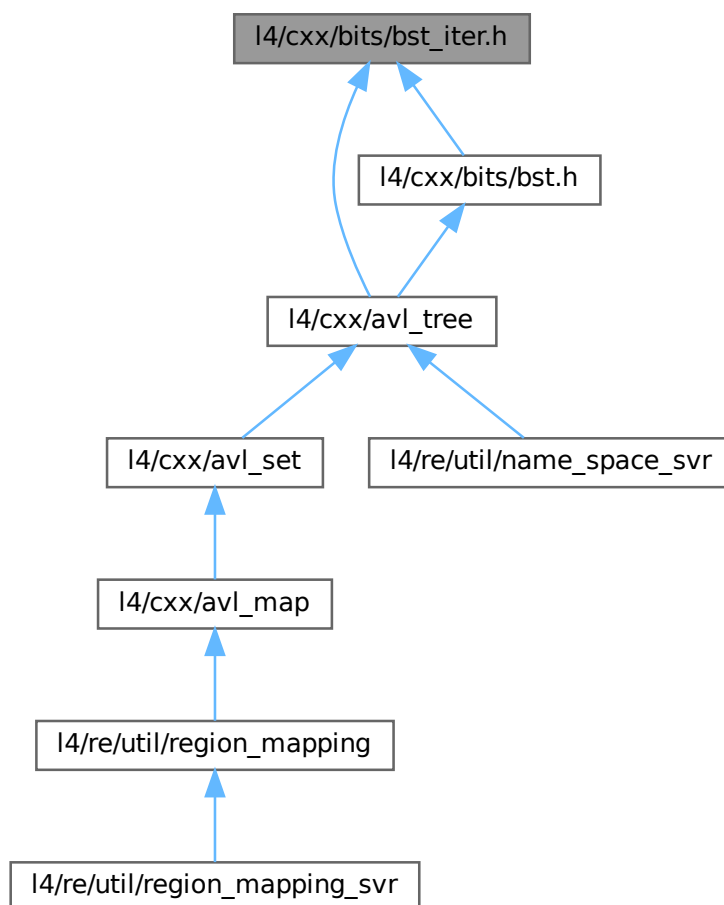 l4/cxx/bits/bst_iter.h
l4/cxx/bits/bst.h
l4/cxx/avl_tree
l4/cxx/avl_set
l4/re/util/name_space_svr
l4/cxx/avl_map
l4/re/util/region_mapping
l4/re/util/region_mapping_svr